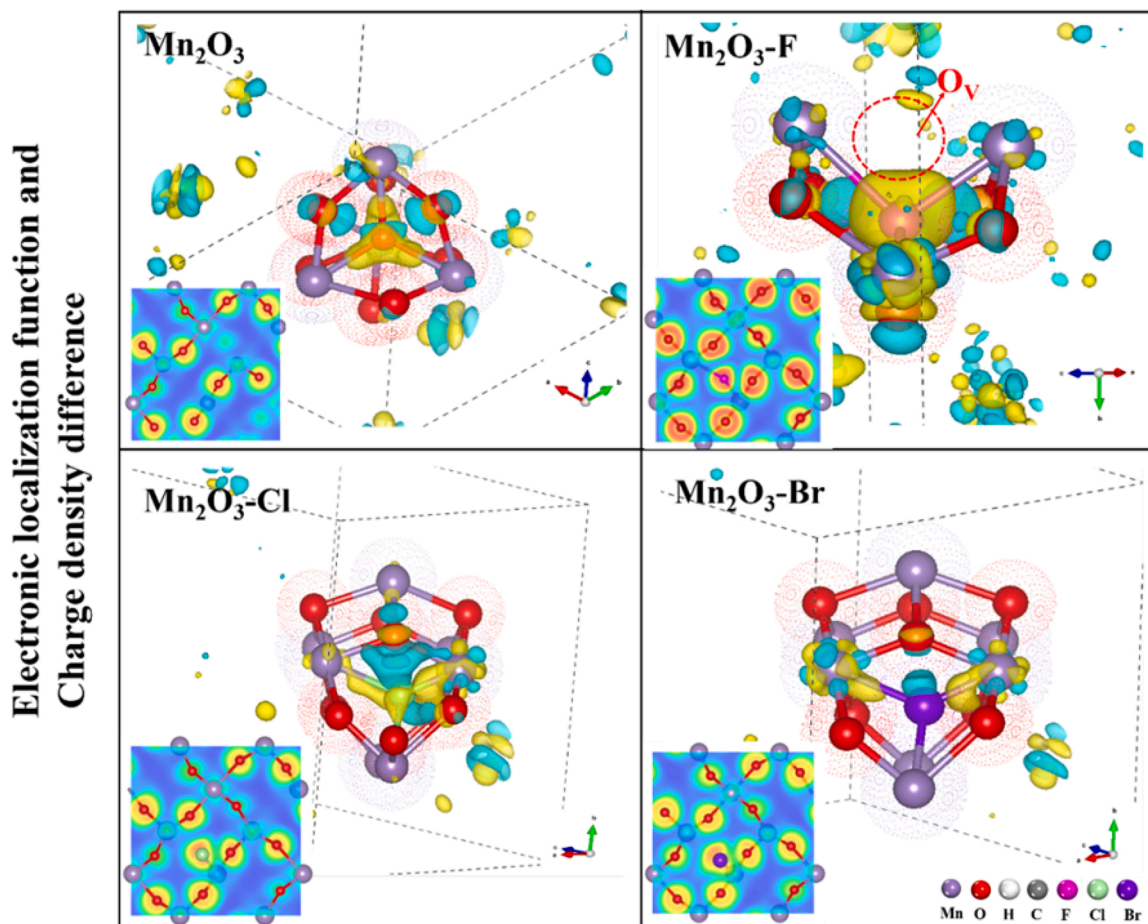 Electronic localization function and
Charge density difference
Mn₂O₃
Mn₂O₃-F
Oᵥ
Mn₂O₃-Cl
Mn₂O₃-Br
Mn O H C F Cl Br